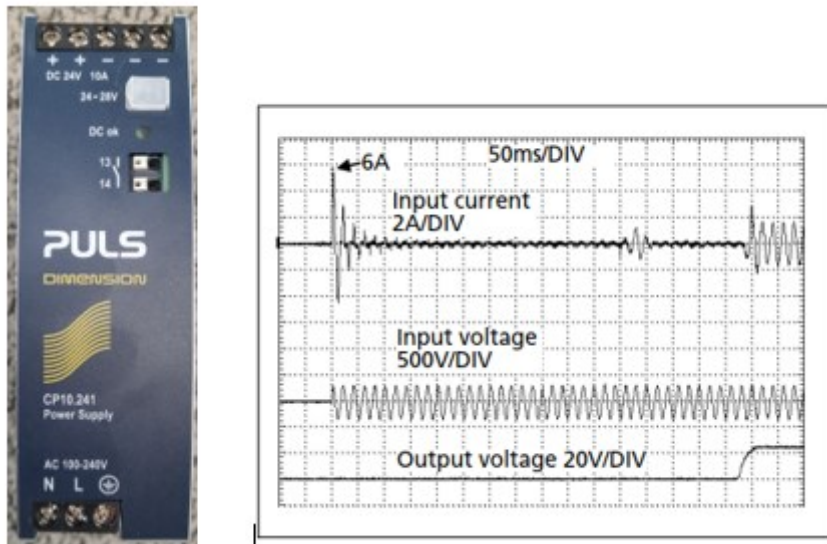 + + − − −
DC 24V 10A
24-28V
DC ok
13
14
PULS
DIMENSION
CP10.241
Power Supply
AC 100-240V
N L
6A
50ms/DIV
Input current
2A/DIV
Input voltage
500V/DIV
Output voltage 20V/DIV